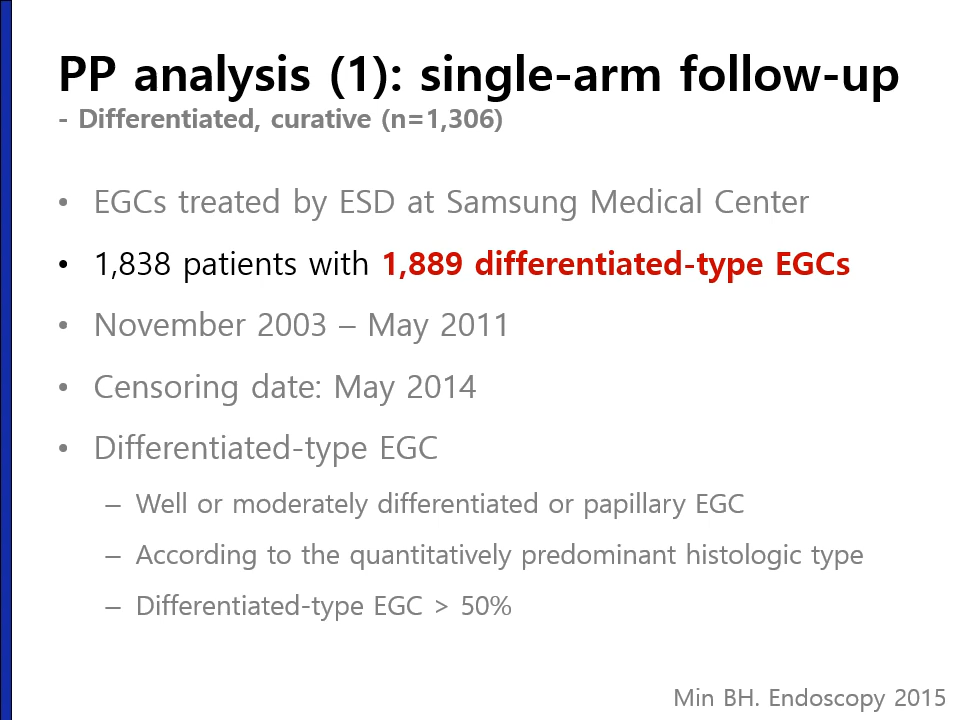 PP analysis (1): single-arm follow-up
- Differentiated, curative (n=1,306)
• EGCs treated by ESD at Samsung Medical Center
• 1,838 patients with 1,889 differentiated-type EGCs
• November 2003 – May 2011
• Censoring date: May 2014
• Differentiated-type EGC
– Well or moderately differentiated or papillary EGC
– According to the quantitatively predominant histologic type
– Differentiated-type EGC > 50%
Min BH. Endoscopy 2015